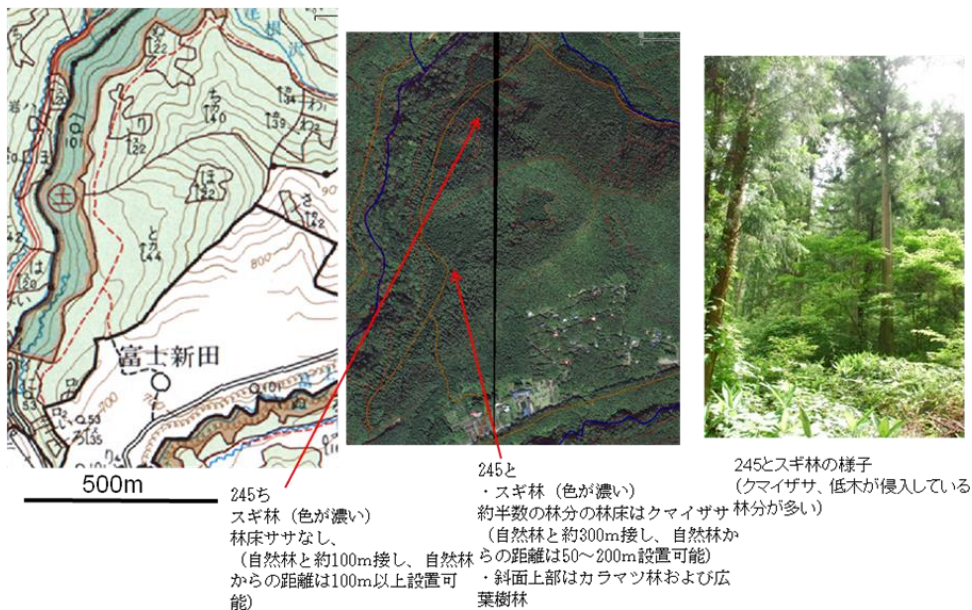 富士新田
800
900
700
700
500m
245ち
スギ林（色が濃い）
林床ササなし、
（自然林と約100m接し、自然林
からの距離は100m以上設置可
能）
245と
・スギ林（色が濃い）
約半数の林分の林床はクマイザサ
（自然林と約300m接し、自然林か
らの距離は50～200m設置可能）
・斜面上部はカラマツ林および広
葉樹林
245とスギ林の様子
（クマイザサ、低木が侵入している
林分が多い）